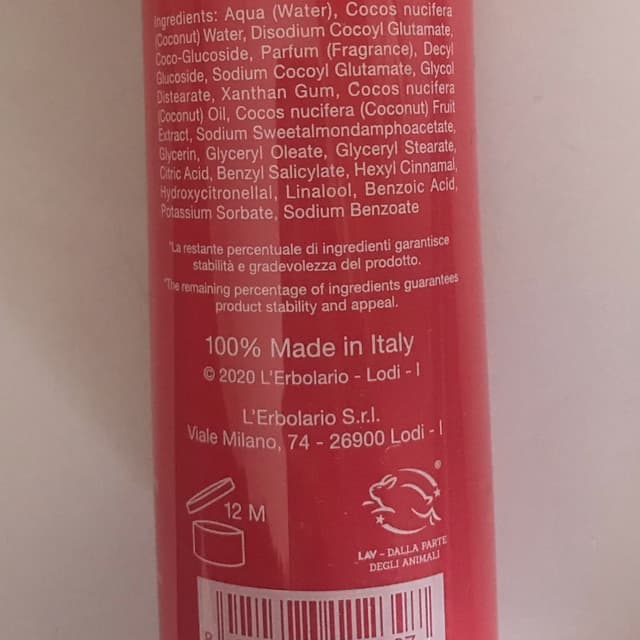 Ingredients: Aqua (Water), Cocos nucifera
(Coconut) Water, Disodium Cocoyl Glutamate,
Coco-Glucoside, Parfum (Fragrance), Decyl
Glucoside, Sodium Cocoyl Glutamate, Glycol
Distearate, Xanthan Gum, Cocos nucifera
(Coconut) Oil, Cocos nucifera (Coconut) Fruit
Extract, Sodium Sweetalmondamphoacetate,
Glycerin, Glyceryl Oleate, Glyceryl Stearate,
Citric Acid, Benzyl Salicylate, Hexyl Cinnamal,
Hydroxycitronellal, Linalool, Benzoic Acid,
Potassium Sorbate, Sodium Benzoate
*La restante percentuale di ingredienti garantisce
stabilità e gradevolezza del prodotto.
*The remaining percentage of ingredients guarantees
product stability and appeal.
100% Made in Italy
© 2020 L'Erbolario - Lodi - I
L'Erbolario S.r.l.
Viale Milano, 74 - 26900 Lodi - I
12 M
®
LAV - DALLA PARTE
DEGLI ANIMALI